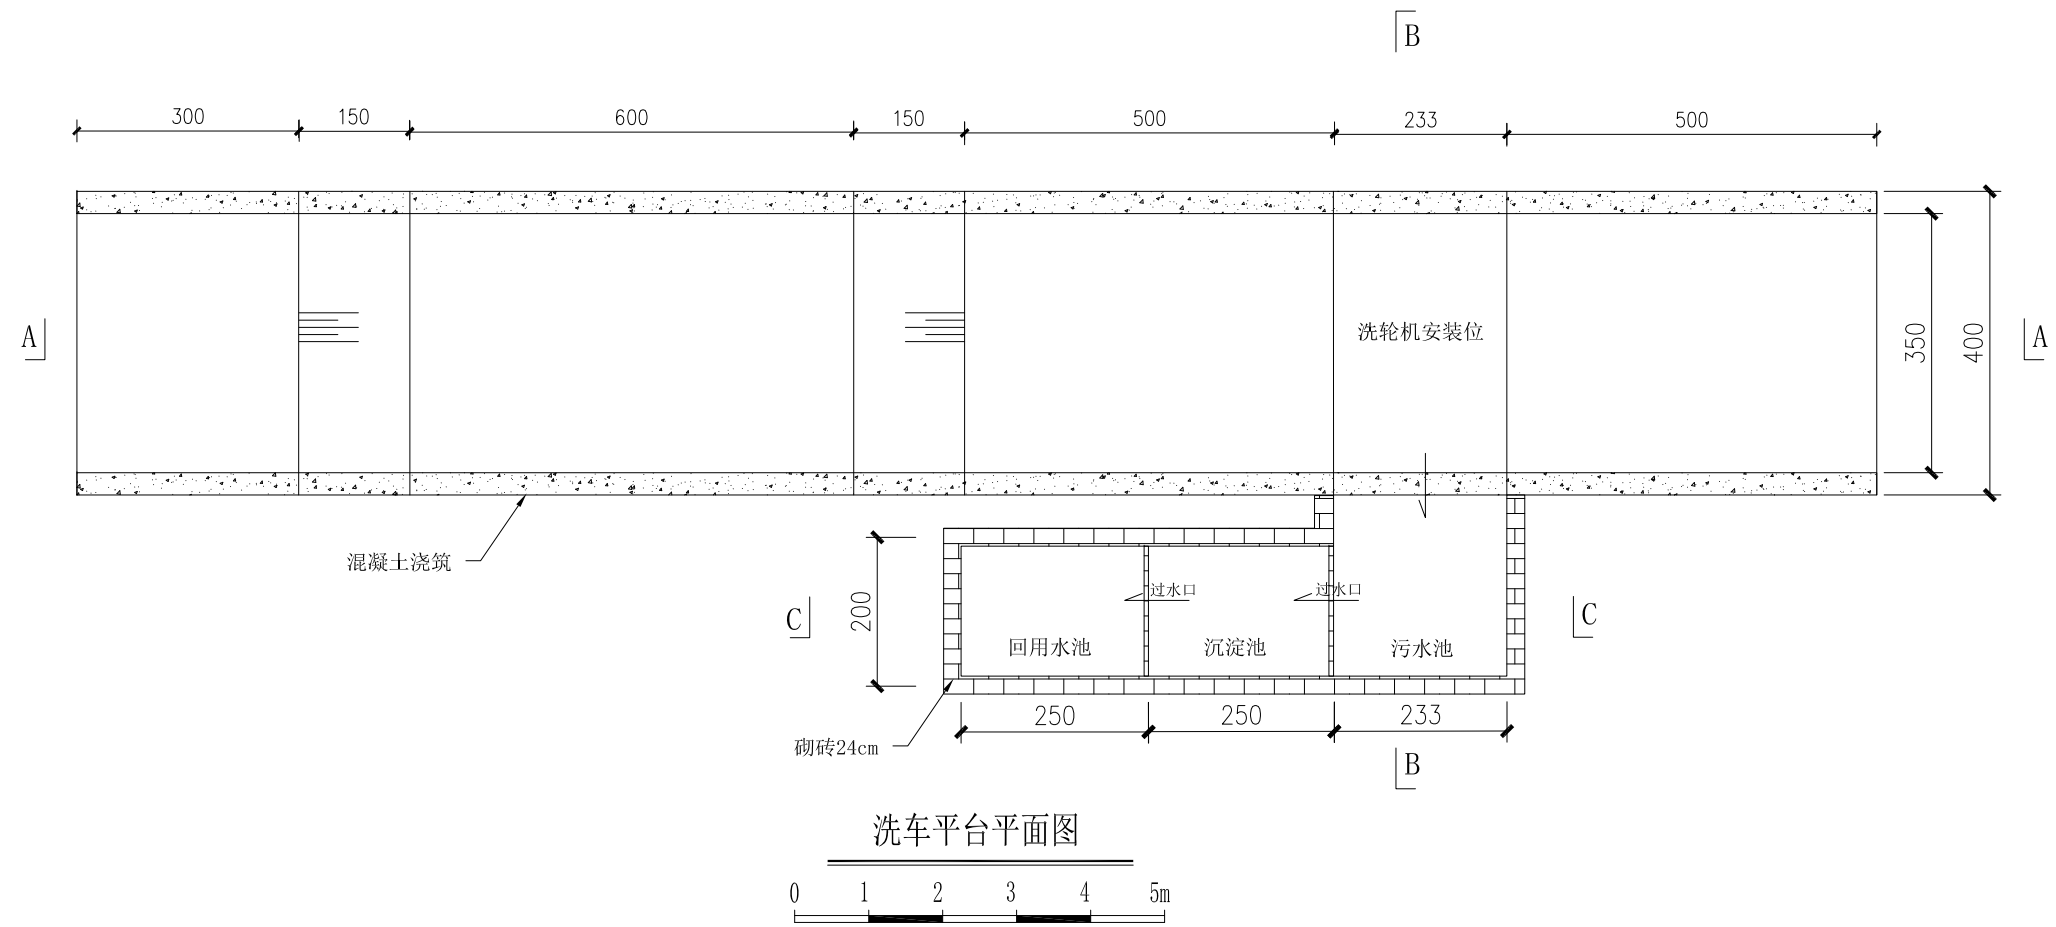 B
300 150 600 150 500 233 500
A 洗轮机安装位 350 400 A
混凝土浇筑
200 过水口 过水口
C C
回用水池 沉淀池 污水池
250 250 233
砌砖24cm
B
洗车平台平面图
0 1 2 3 4 5m